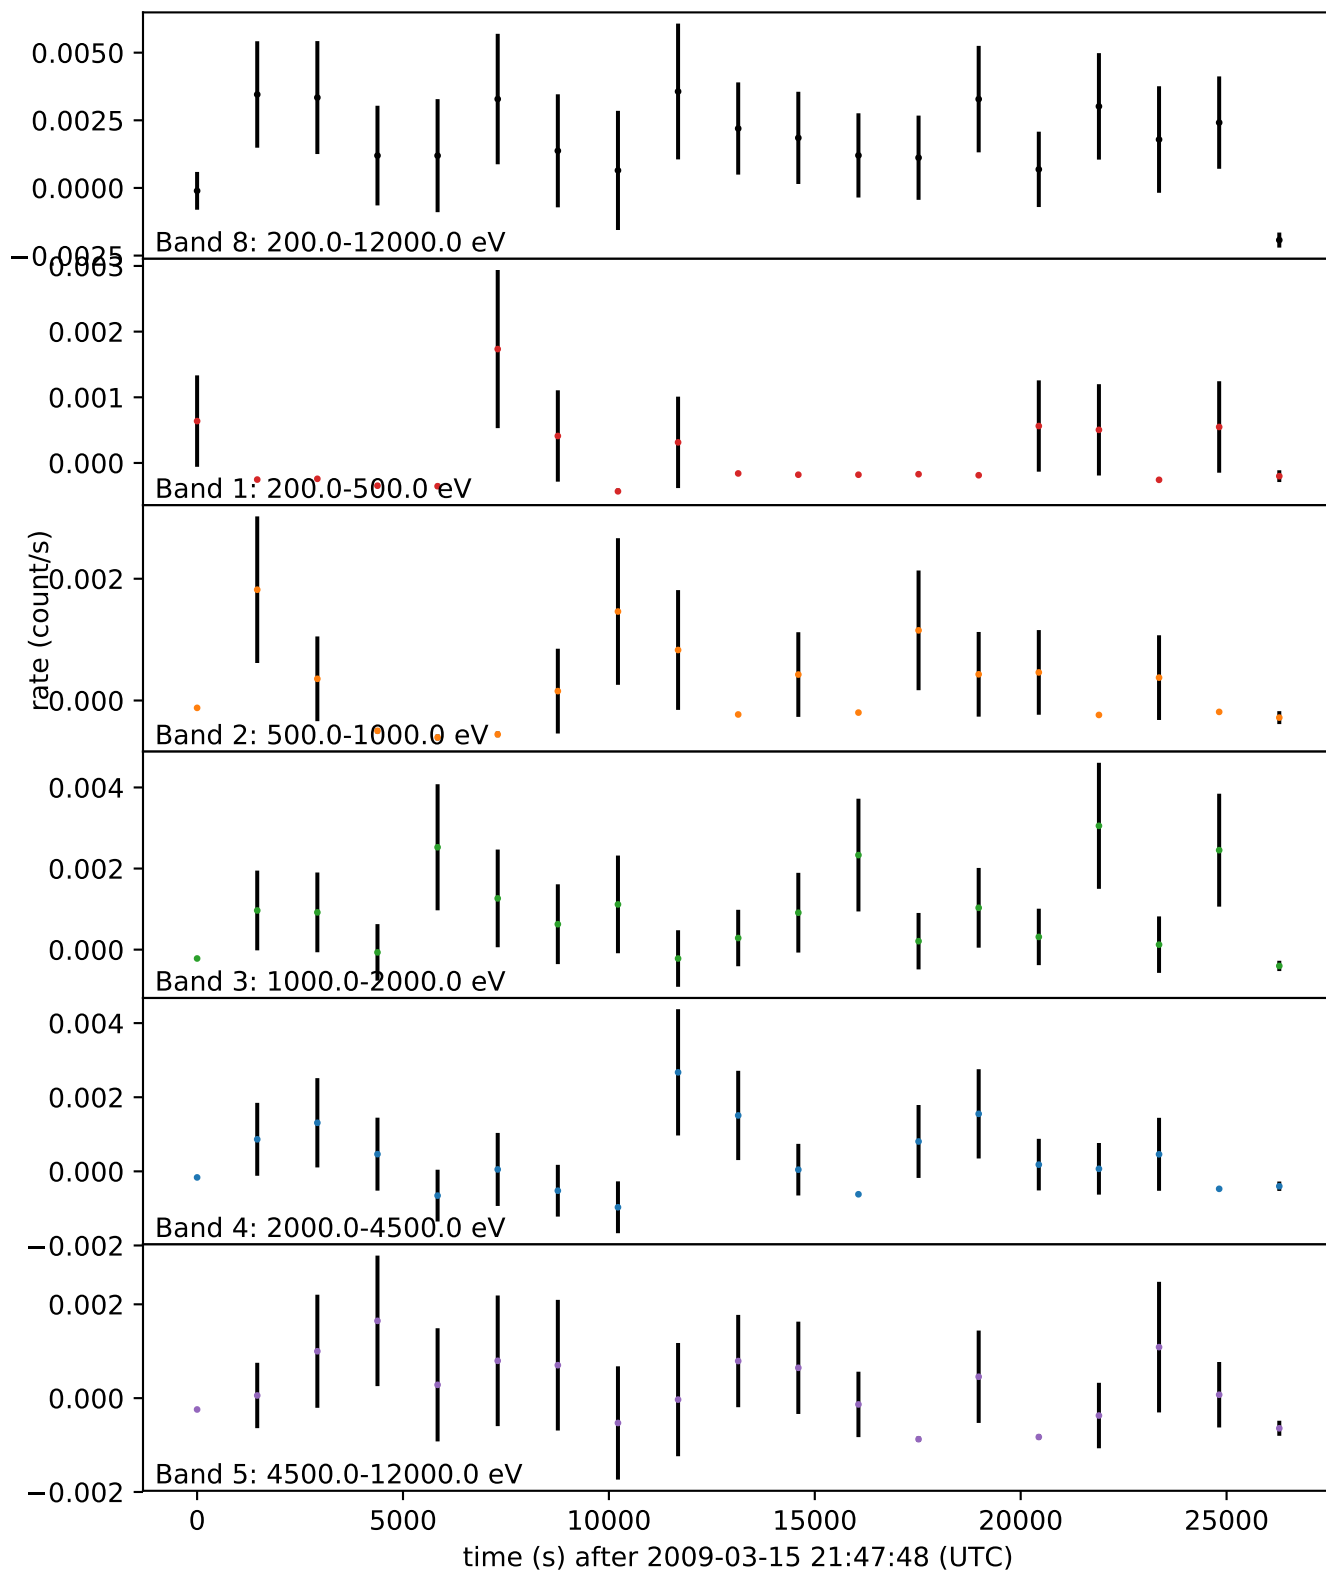 0.0050
0.0025
0.0000
−0.0025
Band 8: 200.0-12000.0 eV
0.003
0.002
0.001
0.000
Band 1: 200.0-500.0 eV
0.002
0.000
Band 2: 500.0-1000.0 eV
rate (count/s)
0.004
0.002
0.000
Band 3: 1000.0-2000.0 eV
0.004
0.002
0.000
−0.002
Band 4: 2000.0-4500.0 eV
0.002
0.000
−0.002
Band 5: 4500.0-12000.0 eV
0 5000 10000 15000 20000 25000
time (s) after 2009-03-15 21:47:48 (UTC)